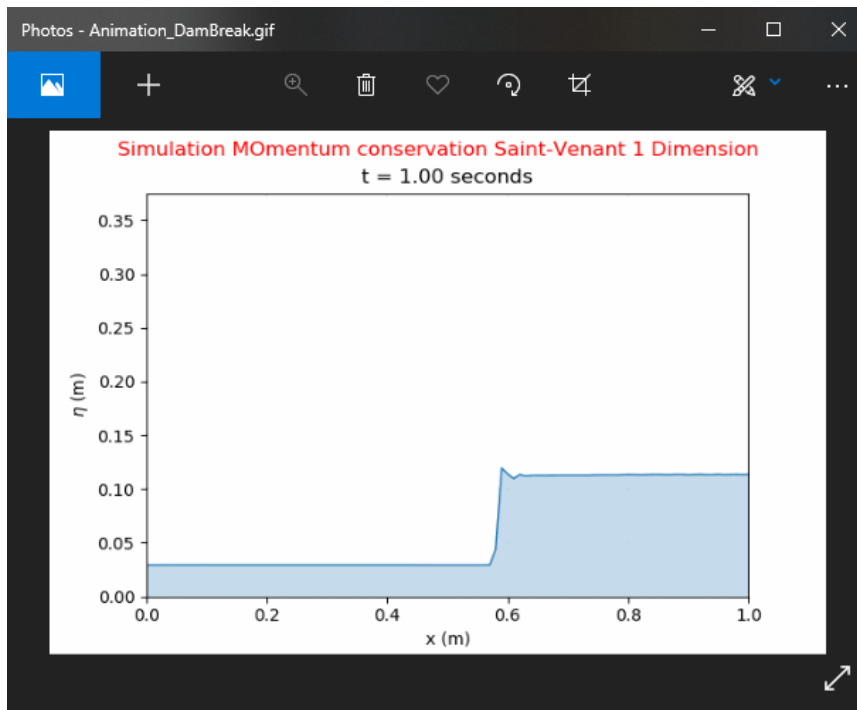 Photos - Animation_DamBreak.gif
Simulation MOmentum conservation Saint-Venant 1 Dimension
t = 1.00 seconds
0.35
0.30
0.25
0.20
0.15
0.10
0.05
0.00
η (m)
0.0 0.2 0.4 0.6 0.8 1.0
x (m)